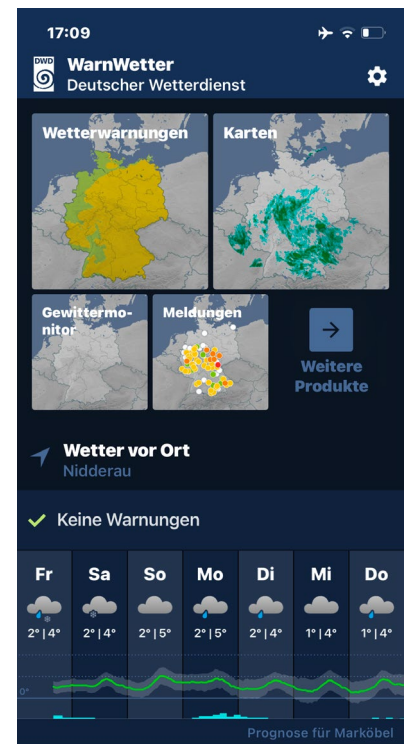 17:09
DWD
WarnWetter
Deutscher Wetterdienst
Wetterwarnungen
Karten
Gewittermo-
nitor
Meldungen
Weitere
Produkte
Wetter vor Ort
Nidderau
Keine Warnungen
Fr Sa So Mo Di Mi Do
2°|4° 2°|4° 2°|5° 2°|5° 2°|4° 1°|4° 1°|4°
0°
Prognose für Marköbel